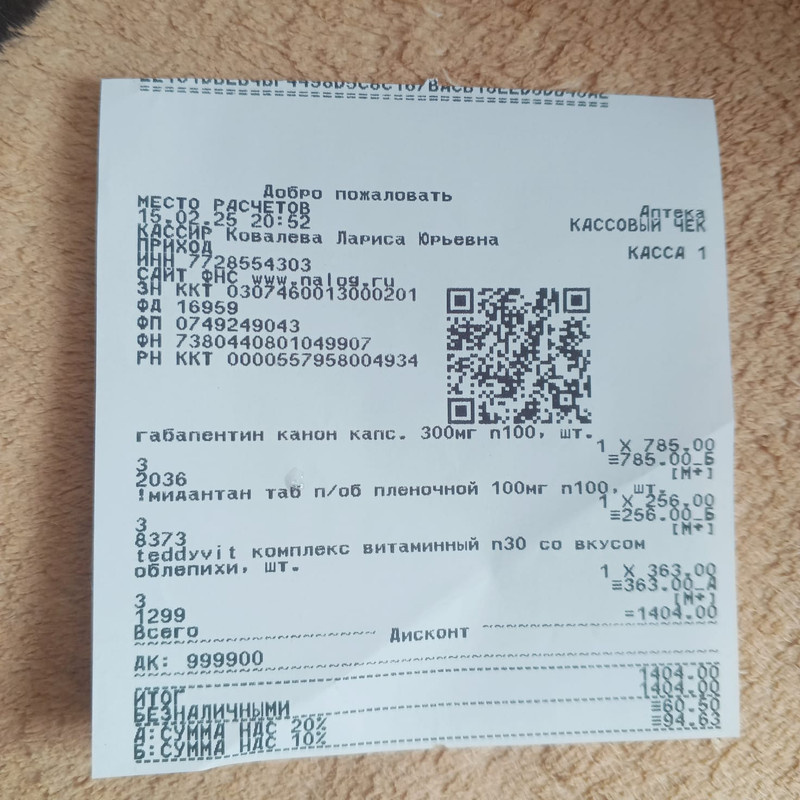 Добро пожаловать
МЕСТО РАСЧЕТОВ Аптека
15.02.25 20:52 КАССОВЫЙ ЧЕК
КАССИР Ковалева Лариса Юрьевна
ПРИХОД КАССА 1
ИНН 7728554303
САЙТ ФНС www.nalog.ru
ЗН ККТ 0307460013000201
ФД 16959
ФП 0749249043
ФН 7380440801049907
РН ККТ 0000557958004934
габапентин канон капс. 300мг n100, шт.
1 X 785.00
≡785.00_Б
3 [М+]
2036
!мидантан таб п/об пленочной 100мг n100, шт.
1 X 256.00
≡256.00_Б
3 [М+]
8373
teddyvit комплекс витаминный n30 со вкусом
облепихи, шт.
1 X 363.00
≡363.00_А
3 [М+]
1299
Всего =1404.00
Дисконт
ДК: 999900
1404.00
ИТОГ 1404.00
БЕЗНАЛИЧНЫМИ
А:СУММА НДС 20% ≡60.50
Б:СУММА НДС 10% ≡94.63